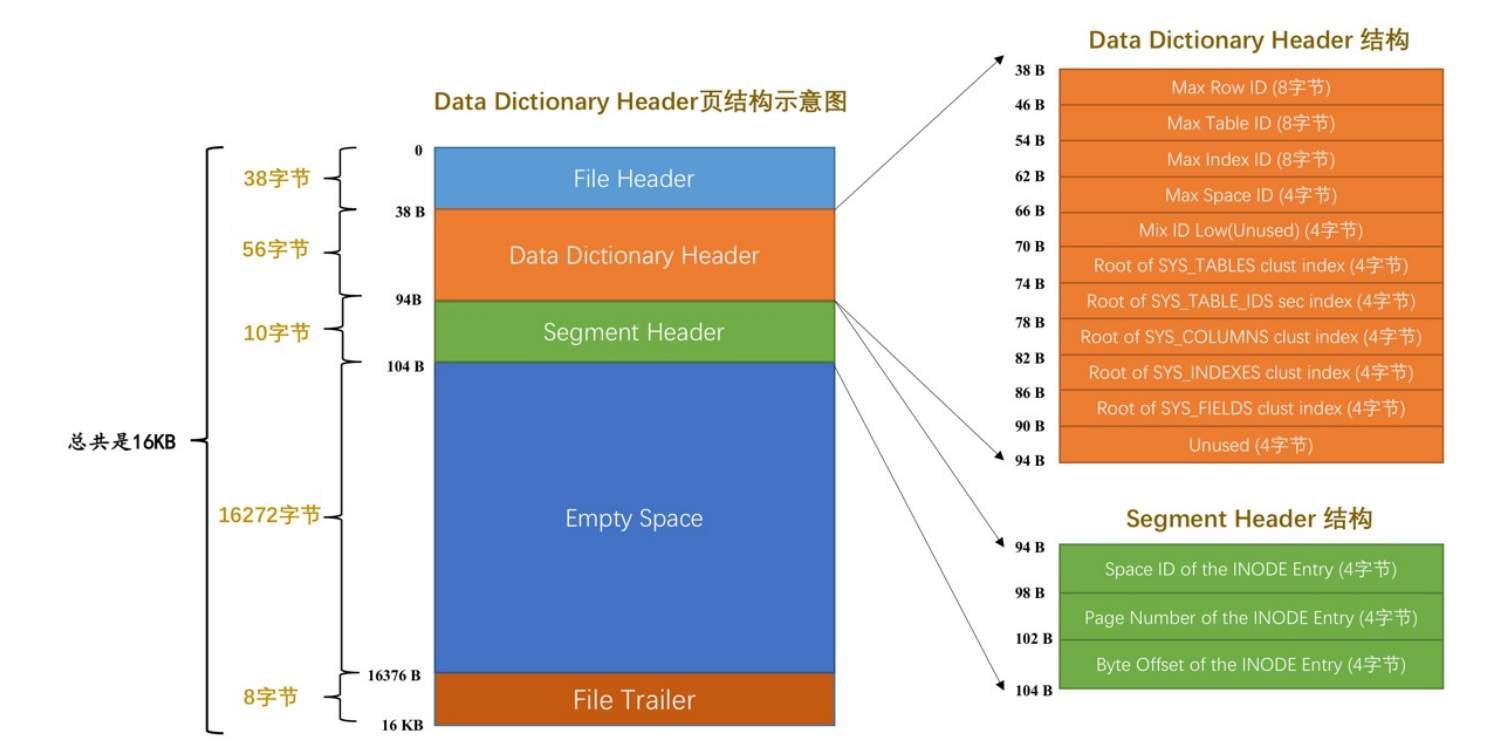 Data Dictionary Header页结构示意图
总共是16KB
38字节
56字节
10字节
16272字节
8字节
0
38 B
94B
104 B
16376 B
16 KB
File Header
Data Dictionary Header
Segment Header
Empty Space
File Trailer
Data Dictionary Header 结构
38 B
Max Row ID (8字节)
46 B
Max Table ID (8字节)
54 B
Max Index ID (8字节)
62 B
Max Space ID (4字节)
66 B
Mix ID Low(Unused) (4字节)
70 B
Root of SYS_TABLES clust index (4字节)
74 B
Root of SYS_TABLE_IDS sec index (4字节)
78 B
Root of SYS_COLUMNS clust index (4字节)
82 B
Root of SYS_INDEXES clust index (4字节)
86 B
Root of SYS_FIELDS clust index (4字节)
90 B
Unused (4字节)
94 B
Segment Header 结构
94 B
Space ID of the INODE Entry (4字节)
98 B
Page Number of the INODE Entry (4字节)
102 B
Byte Offset of the INODE Entry (4字节)
104 B